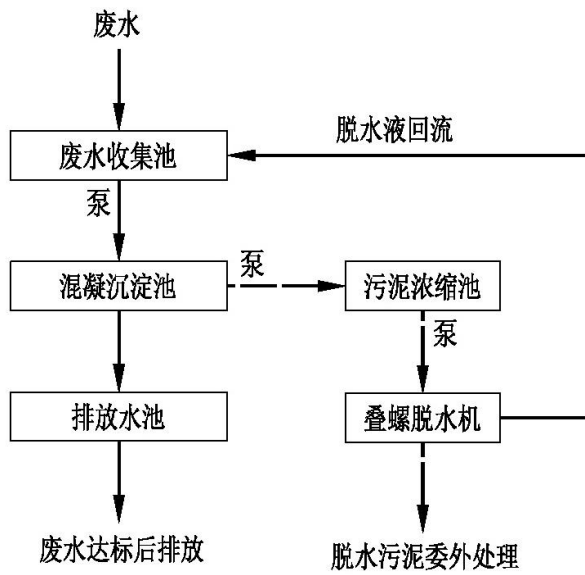 废水
脱水液回流
废水收集池
泵
泵
混凝沉淀池
污泥浓缩池
泵
排放水池
叠螺脱水机
废水达标后排放
脱水污泥委外处理